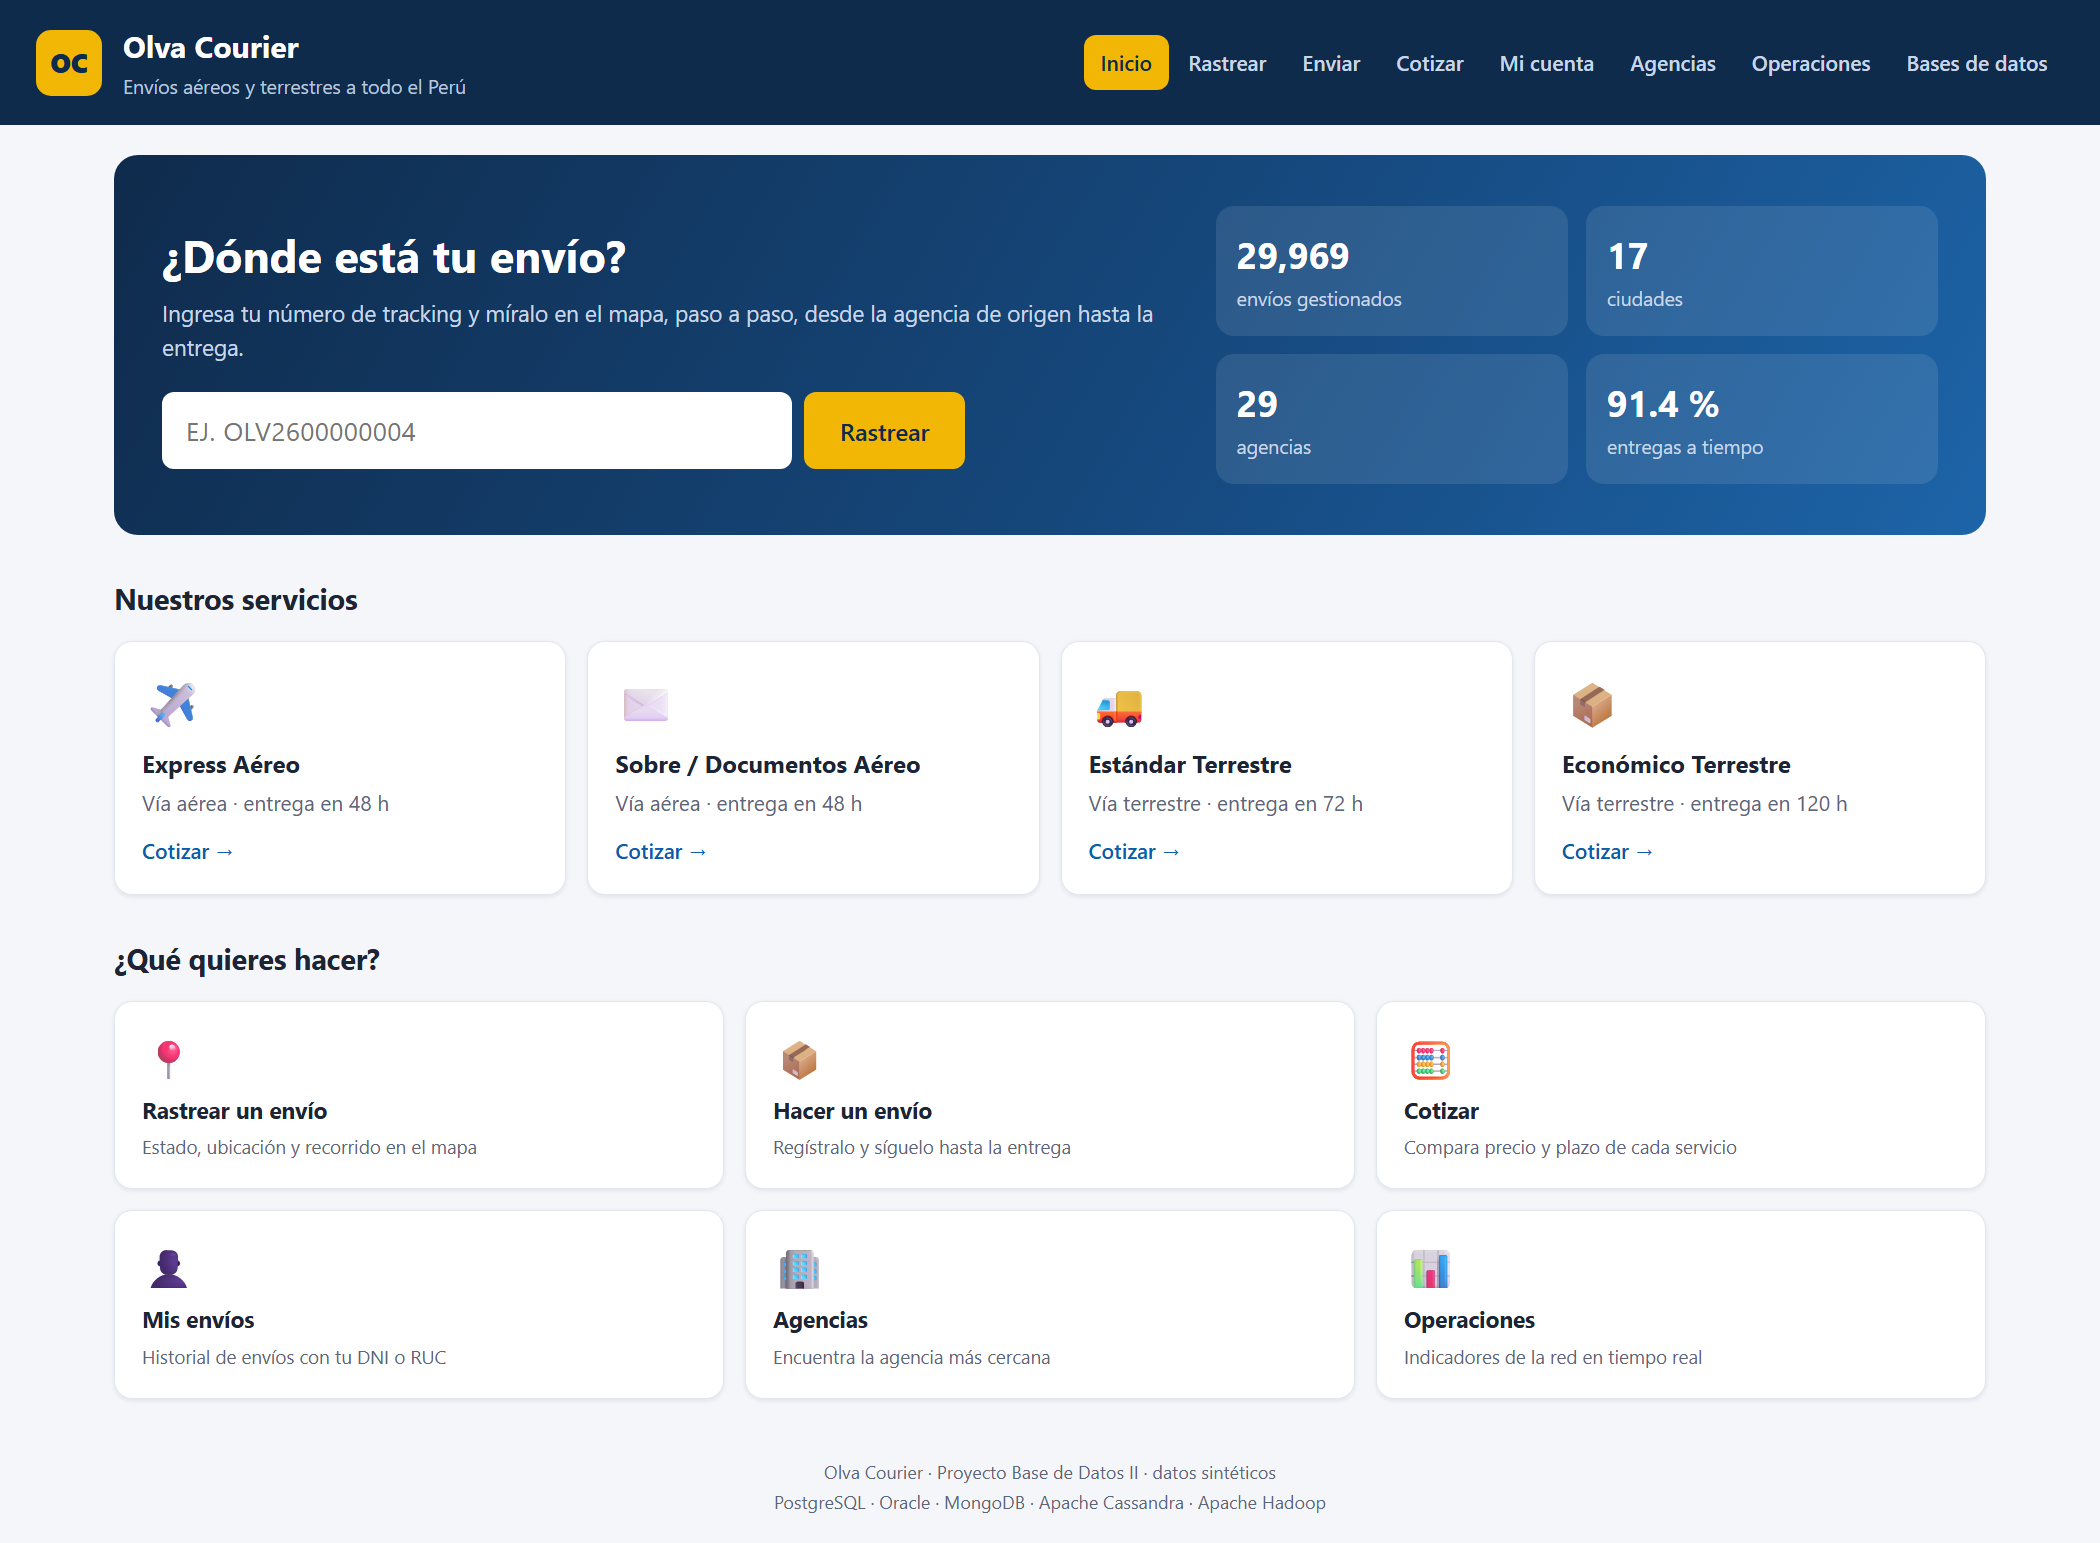 OC
Olva Courier
Envíos aéreos y terrestres a todo el Perú
Inicio
Rastrear
Enviar
Cotizar
Mi cuenta
Agencias
Operaciones
Bases de datos
¿Dónde está tu envío?
Ingresa tu número de tracking y míralo en el mapa, paso a paso, desde la agencia de origen hasta la
entrega.
EJ. OLV2600000004
Rastrear
29,969
envíos gestionados
17
ciudades
29
agencias
91.4 %
entregas a tiempo
Nuestros servicios
Express Aéreo
Vía aérea · entrega en 48 h
Cotizar →
Sobre / Documentos Aéreo
Vía aérea · entrega en 48 h
Cotizar →
Estándar Terrestre
Vía terrestre · entrega en 72 h
Cotizar →
Económico Terrestre
Vía terrestre · entrega en 120 h
Cotizar →
¿Qué quieres hacer?
Rastrear un envío
Estado, ubicación y recorrido en el mapa
Hacer un envío
Regístralo y síguelo hasta la entrega
Cotizar
Compara precio y plazo de cada servicio
Mis envíos
Historial de envíos con tu DNI o RUC
Agencias
Encuentra la agencia más cercana
Operaciones
Indicadores de la red en tiempo real
Olva Courier · Proyecto Base de Datos II · datos sintéticos
PostgreSQL · Oracle · MongoDB · Apache Cassandra · Apache Hadoop